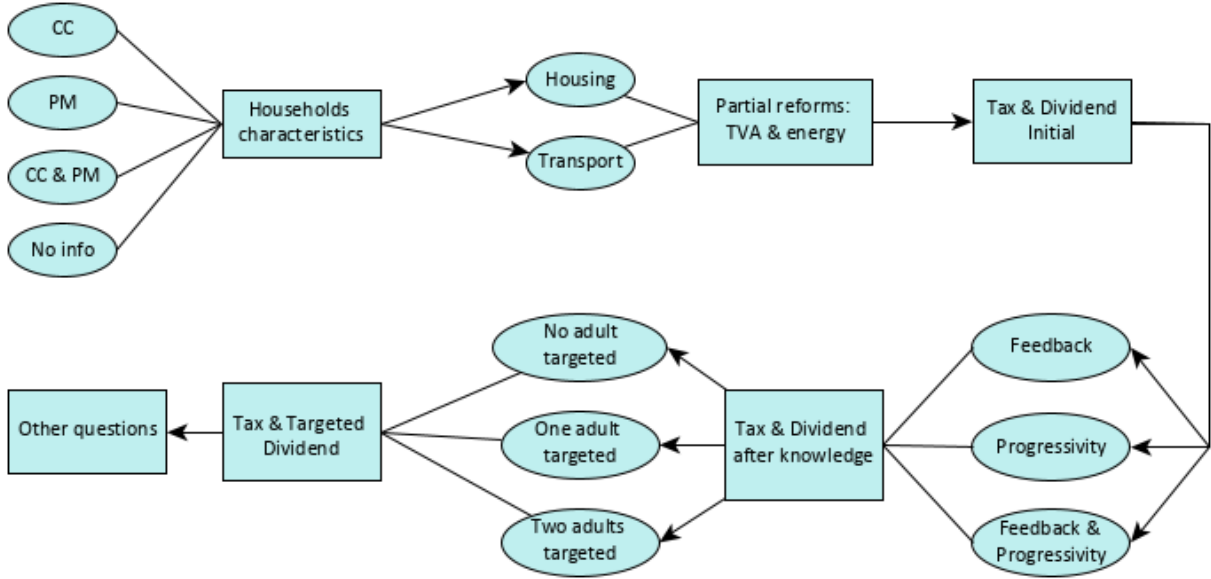 CC
PM
CC & PM
No info
Households
characteristics
Housing
Transport
Partial reforms:
TVA & energy
Tax & Dividend
Initial
Feedback
Progressivity
Feedback &
Progressivity
Tax & Dividend
after knowledge
No adult
targeted
One adult
targeted
Two adults
targeted
Tax & Targeted
Dividend
Other questions